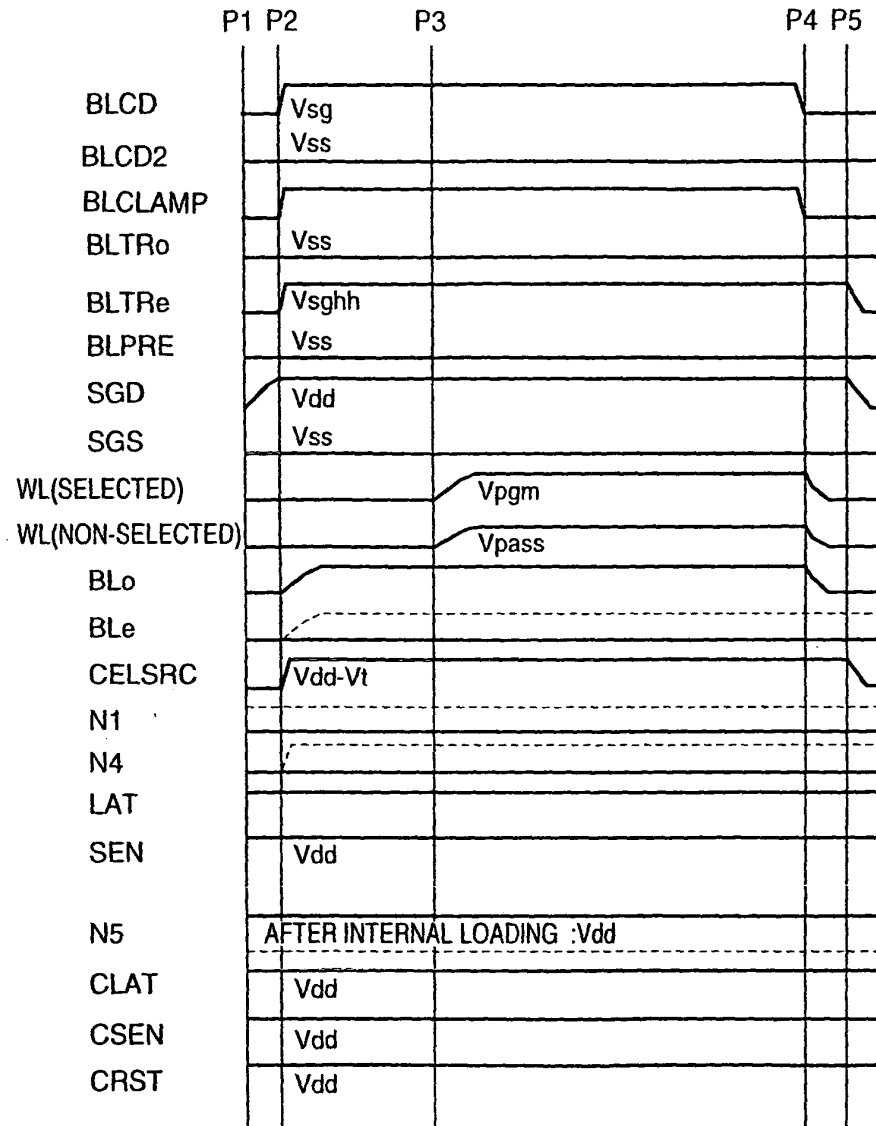 P1 P2 P3 P4 P5
BLCD Vsg
BLCD2 Vss
BLCLAMP
BLTRo Vss
BLTRe Vsghh
BLPRE Vss
SGD Vdd
SGS Vss
WL(SELECTED) Vpgm
WL(NON-SELECTED) Vpass
BLo
BLe
CELSRC Vdd-Vt
N1
N4
LAT
SEN Vdd
N5 AFTER INTERNAL LOADING :Vdd
CLAT Vdd
CSEN Vdd
CRST Vdd